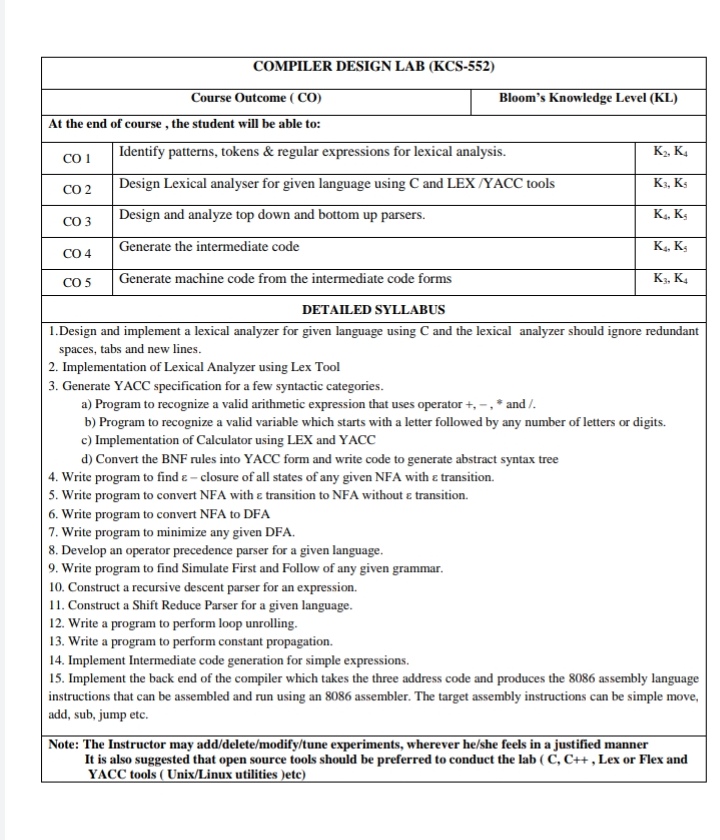 COMPILER DESIGN LAB (KCS-552)
Course Outcome ( CO) Bloom's Knowledge Level (KL)
At the end of course , the student will be able to:
CO 1 Identify patterns, tokens & regular expressions for lexical analysis. K2, K4
CO 2 Design Lexical analyser for given language using C and LEX /YACC tools K3, K5
CO 3 Design and analyze top down and bottom up parsers. K4, K5
CO 4 Generate the intermediate code K4, K5
CO 5 Generate machine code from the intermediate code forms K3, K4
DETAILED SYLLABUS
1.Design and implement a lexical analyzer for given language using C and the lexical analyzer should ignore redundant
spaces, tabs and new lines.
2. Implementation of Lexical Analyzer using Lex Tool
3. Generate YACC specification for a few syntactic categories.
a) Program to recognize a valid arithmetic expression that uses operator +, – , * and /.
b) Program to recognize a valid variable which starts with a letter followed by any number of letters or digits.
c) Implementation of Calculator using LEX and YACC
d) Convert the BNF rules into YACC form and write code to generate abstract syntax tree
4. Write program to find ε – closure of all states of any given NFA with ε transition.
5. Write program to convert NFA with ε transition to NFA without ε transition.
6. Write program to convert NFA to DFA
7. Write program to minimize any given DFA.
8. Develop an operator precedence parser for a given language.
9. Write program to find Simulate First and Follow of any given grammar.
10. Construct a recursive descent parser for an expression.
11. Construct a Shift Reduce Parser for a given language.
12. Write a program to perform loop unrolling.
13. Write a program to perform constant propagation.
14. Implement Intermediate code generation for simple expressions.
15. Implement the back end of the compiler which takes the three address code and produces the 8086 assembly language
instructions that can be assembled and run using an 8086 assembler. The target assembly instructions can be simple move,
add, sub, jump etc.
Note: The Instructor may add/delete/modify/tune experiments, wherever he/she feels in a justified manner
It is also suggested that open source tools should be preferred to conduct the lab ( C, C++ , Lex or Flex and
YACC tools ( Unix/Linux utilities )etc)